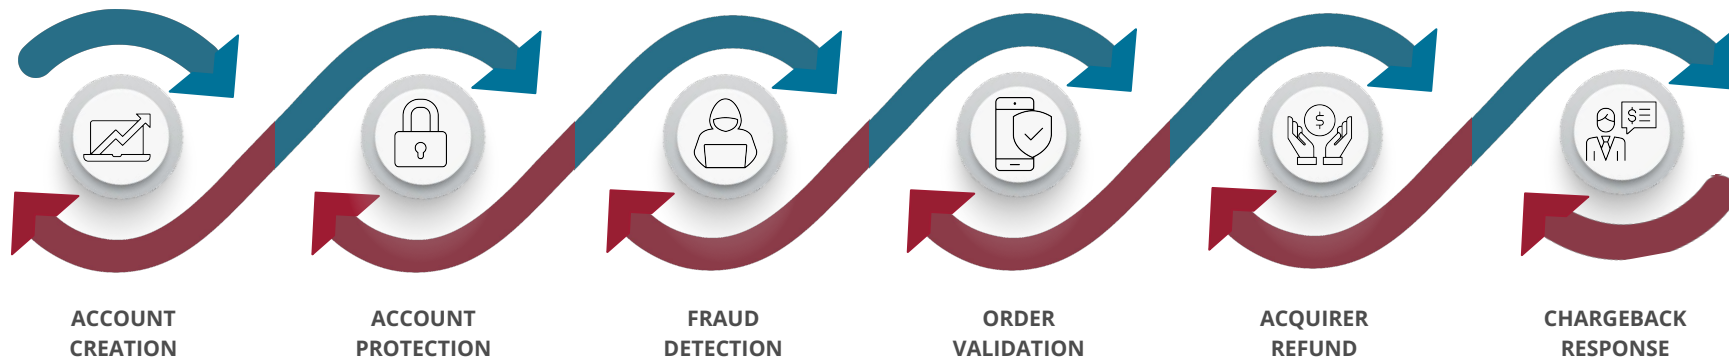 ACCOUNT
CREATION
ACCOUNT
PROTECTION
FRAUD
DETECTION
ORDER
VALIDATION
$
ACQUIRER
REFUND
$
CHARGEBACK
RESPONSE